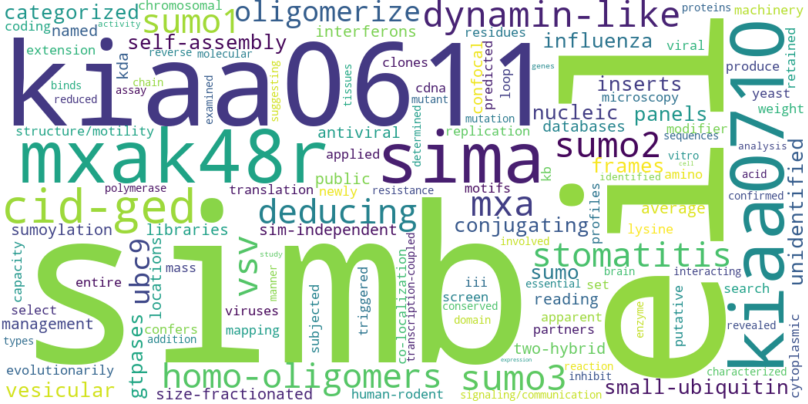 categorized
chromosomal
coding
activity
named
sumo1
oligomerize
dynamin-like
proteins
machinery
extension
self-assembly
interferons
residues
influenza
viral
reverse
molecular
kda
clones
kiaa0611
binds
reduced
chain
assay
examined
suggesting
tissues
cdna
mutant
confocal
predicted
loop
genes
inserts
microscopy
produce
retained
yeast
weight
kiaa0710
mutation
nucleic
panels
structure/motility
antiviral
determined
replication
databases
modifier
sequences
mxak48r
applied
sima
sumo2
vitro
analysis
kb
frames
identified
cell
amino
acid
polymerase
translation
public
newly
resistance
motifs
profiles
average
confirmed
unidentified
cid-ged
deducing
mxa
lysine
sumoylation
libraries
sim-independent
conjugating
involved
eil1
simb
stomatitis
brain
interacting
capacity
ubc9
locations
vsv
study
manner
co-localization
transcription-coupled
iii
sumo
essential
set
search
entire
mass
screen
conserved
reading
enzyme
putative
revealed
select
viruses
management
confers
subjected
triggered
domain
apparent
partners
types
addition
mapping
two-hybrid
evolutionarily
gtpases
homo-oligomers
sumo3
reaction
inhibit
characterized
cytoplasmic
vesicular
size-fractionated
human-rodent
expression
signaling/communication
small-ubiquitin